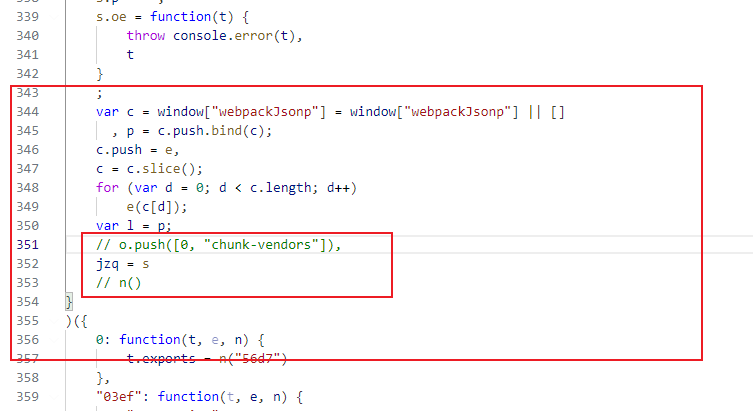 339 s.oe = function(t) {
340 throw console.error(t),
341 t
342 }
343 ;
344 var c = window["webpackJsonp"] = window["webpackJsonp"] || []
345 , p = c.push.bind(c);
346 c.push = e,
347 c = c.slice();
348 for (var d = 0; d < c.length; d++)
349 e(c[d]);
350 var l = p;
351 // o.push([0, "chunk-vendors"]),
352 jzq = s
353 // n()
354 }
355 )({
356 0: function(t, e, n) {
357 t.exports = n("56d7")
358 },
359 "03ef": function(t, e, n) {